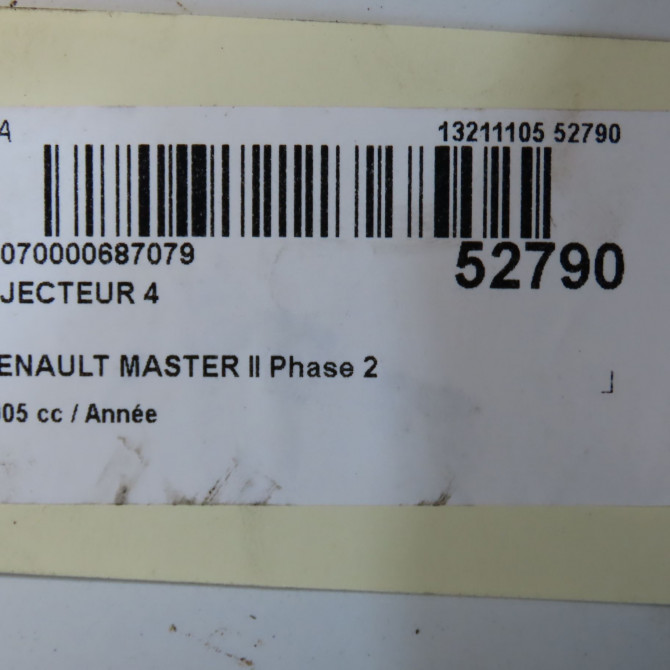 A
13211105 52790
070000687079
52790
JECTEUR 4
ENAULT MASTER II Phase 2
05 cc / Année